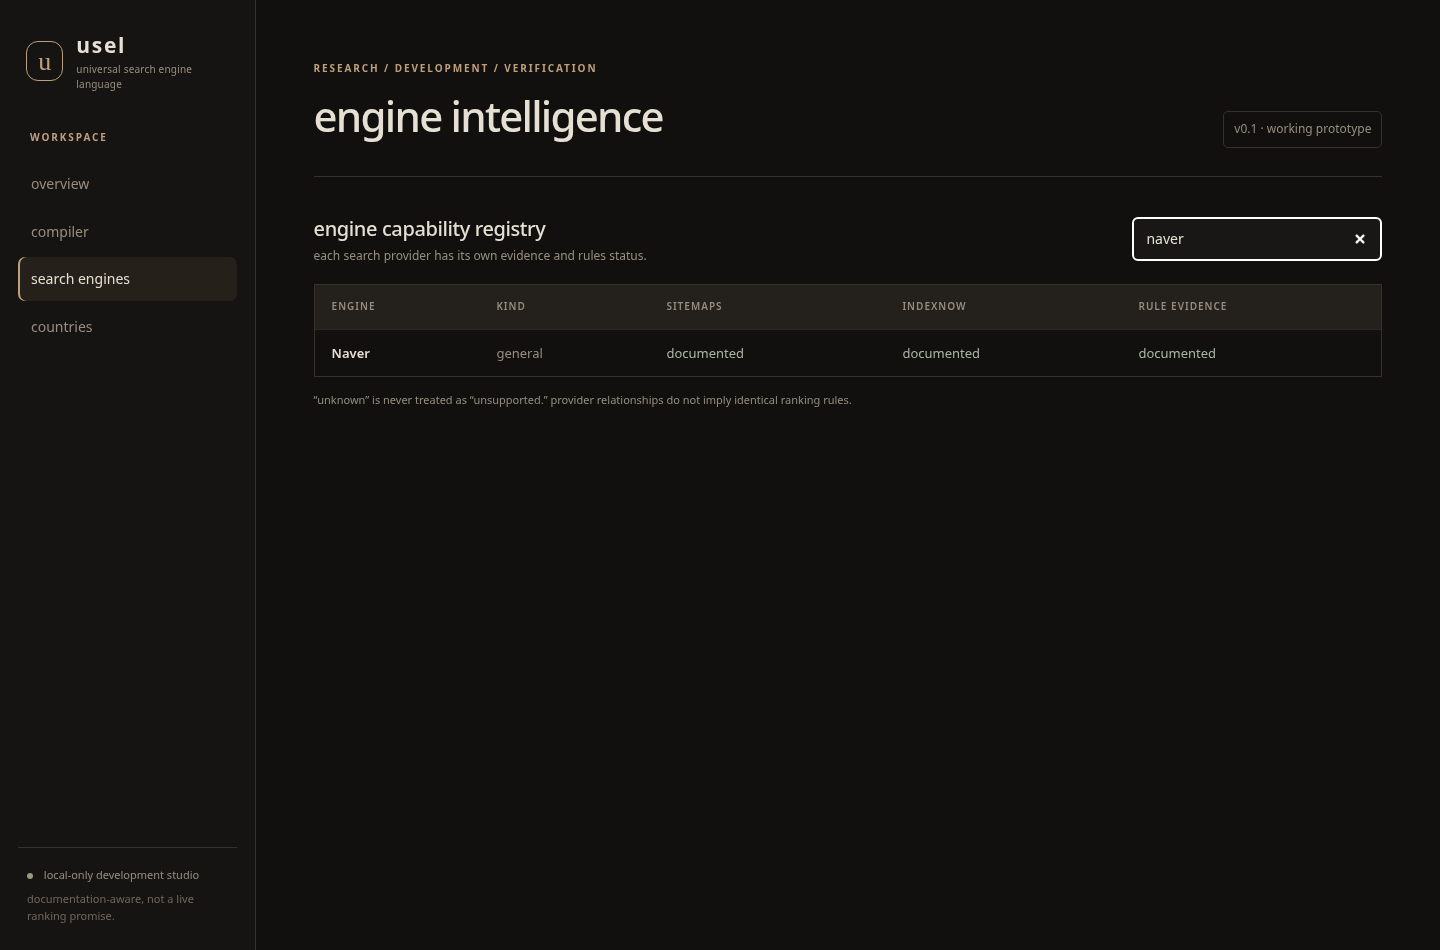 u
usel
universal search engine
language
WORKSPACE
overview
compiler
search engines
countries
local-only development studio
documentation-aware, not a live
ranking promise.
RESEARCH / DEVELOPMENT / VERIFICATION
engine intelligence
v0.1 · working prototype
engine capability registry
each search provider has its own evidence and rules status.
naver
ENGINE KIND SITEMAPS INDEXNOW RULE EVIDENCE
Naver general documented documented documented
“unknown” is never treated as “unsupported.” provider relationships do not imply identical ranking rules.